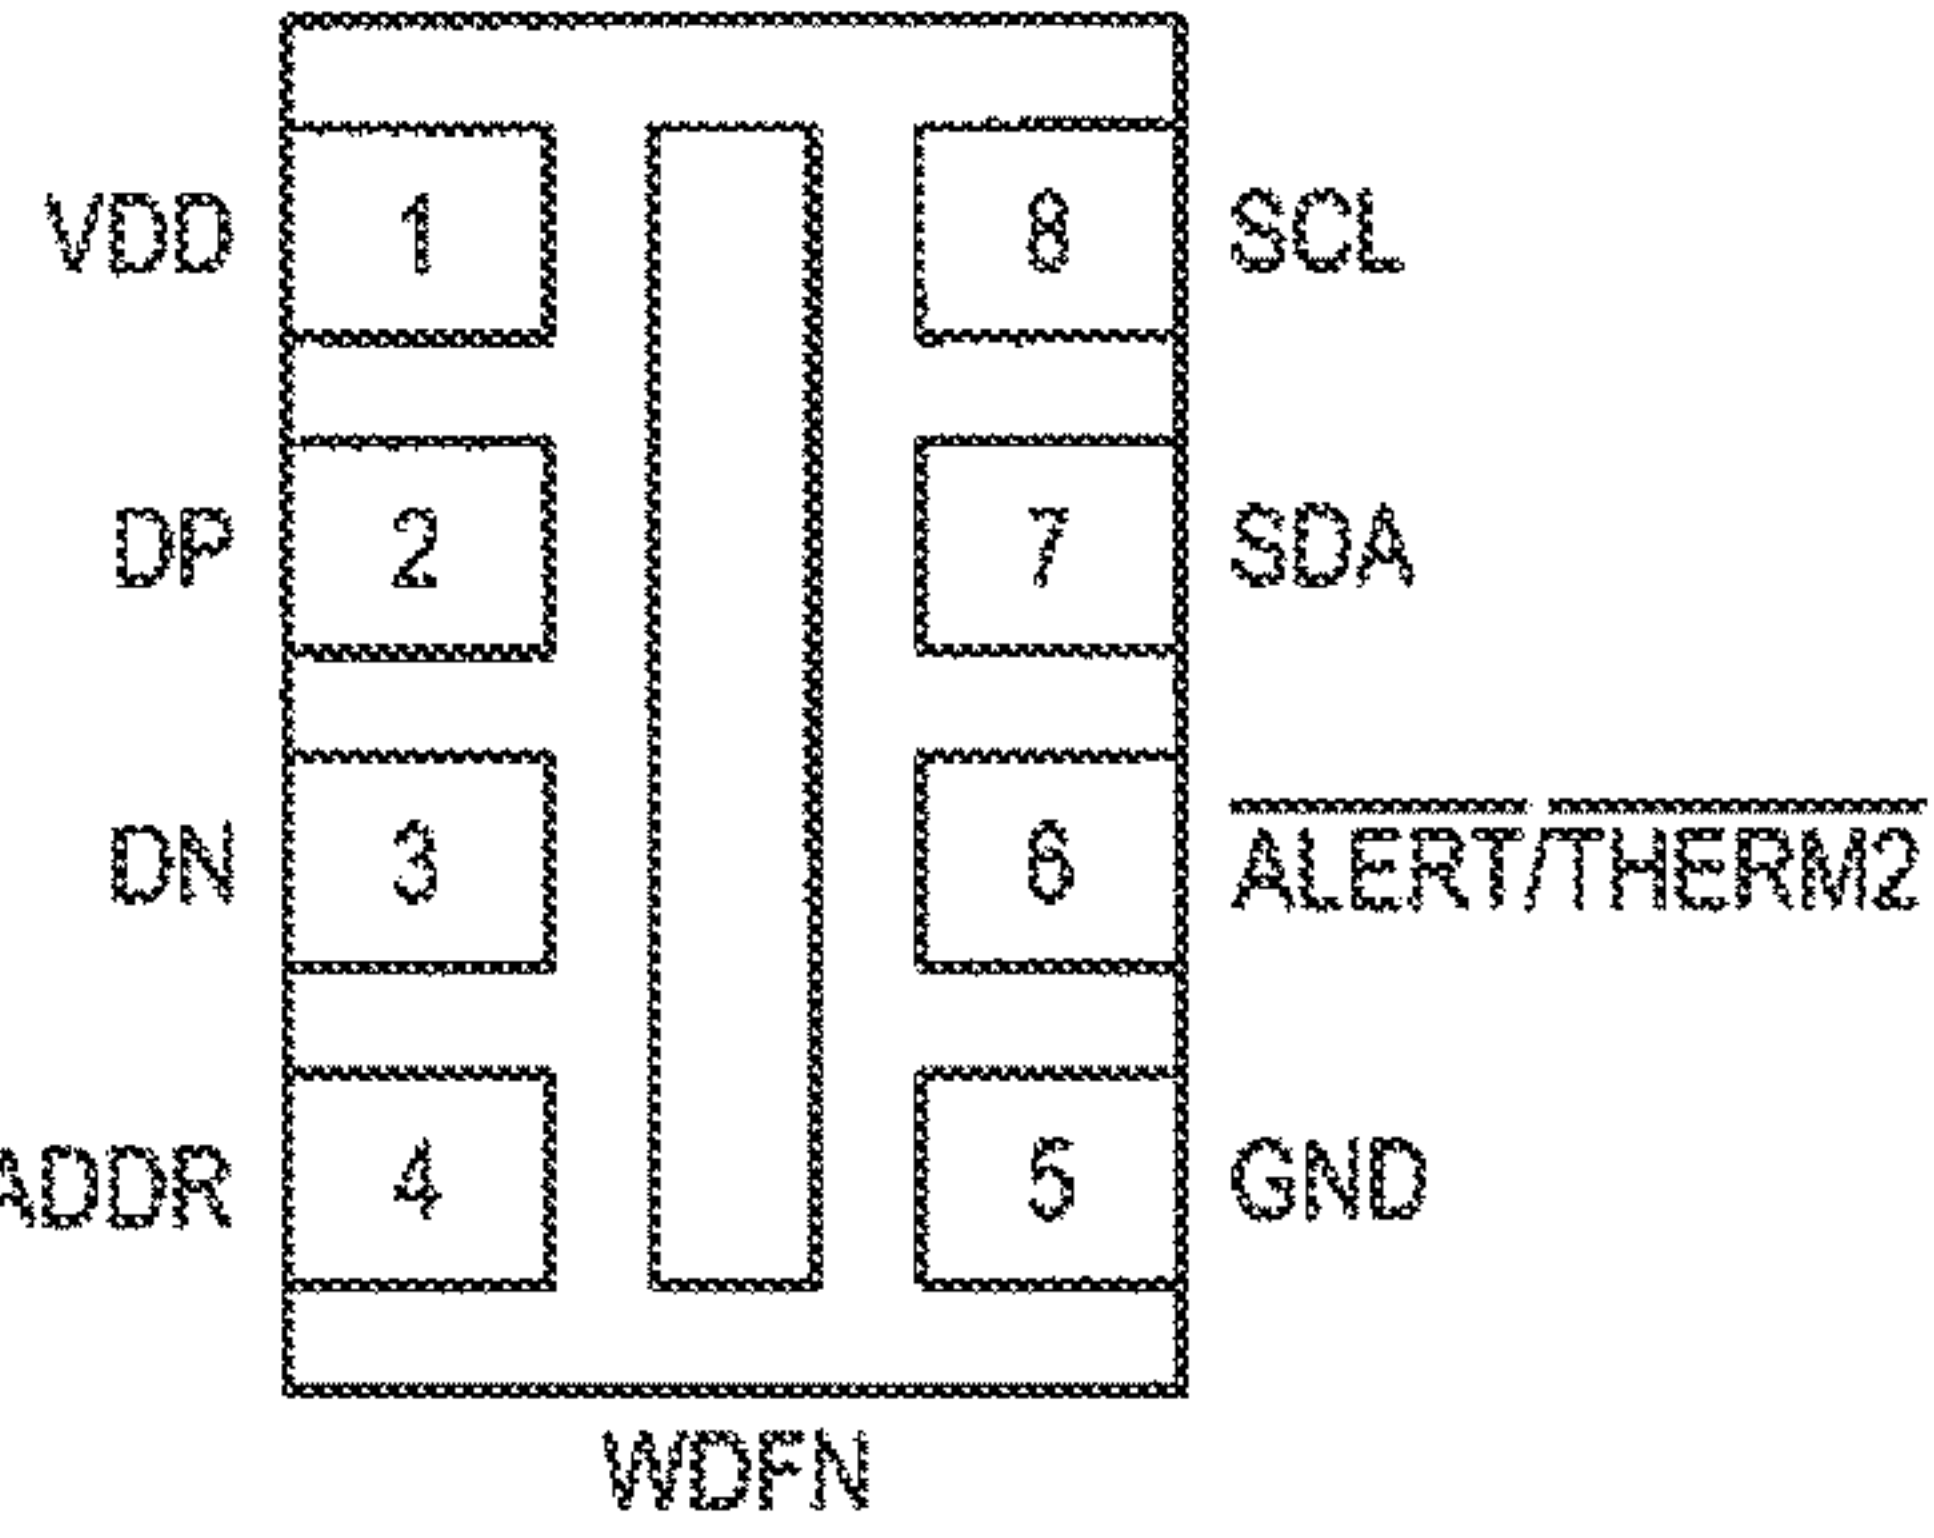 VDD 1 8 SCL
DP 2 7 SDA
DN 3 6 ALERT/THERM2
ADDR 4 5 GND
WDFN